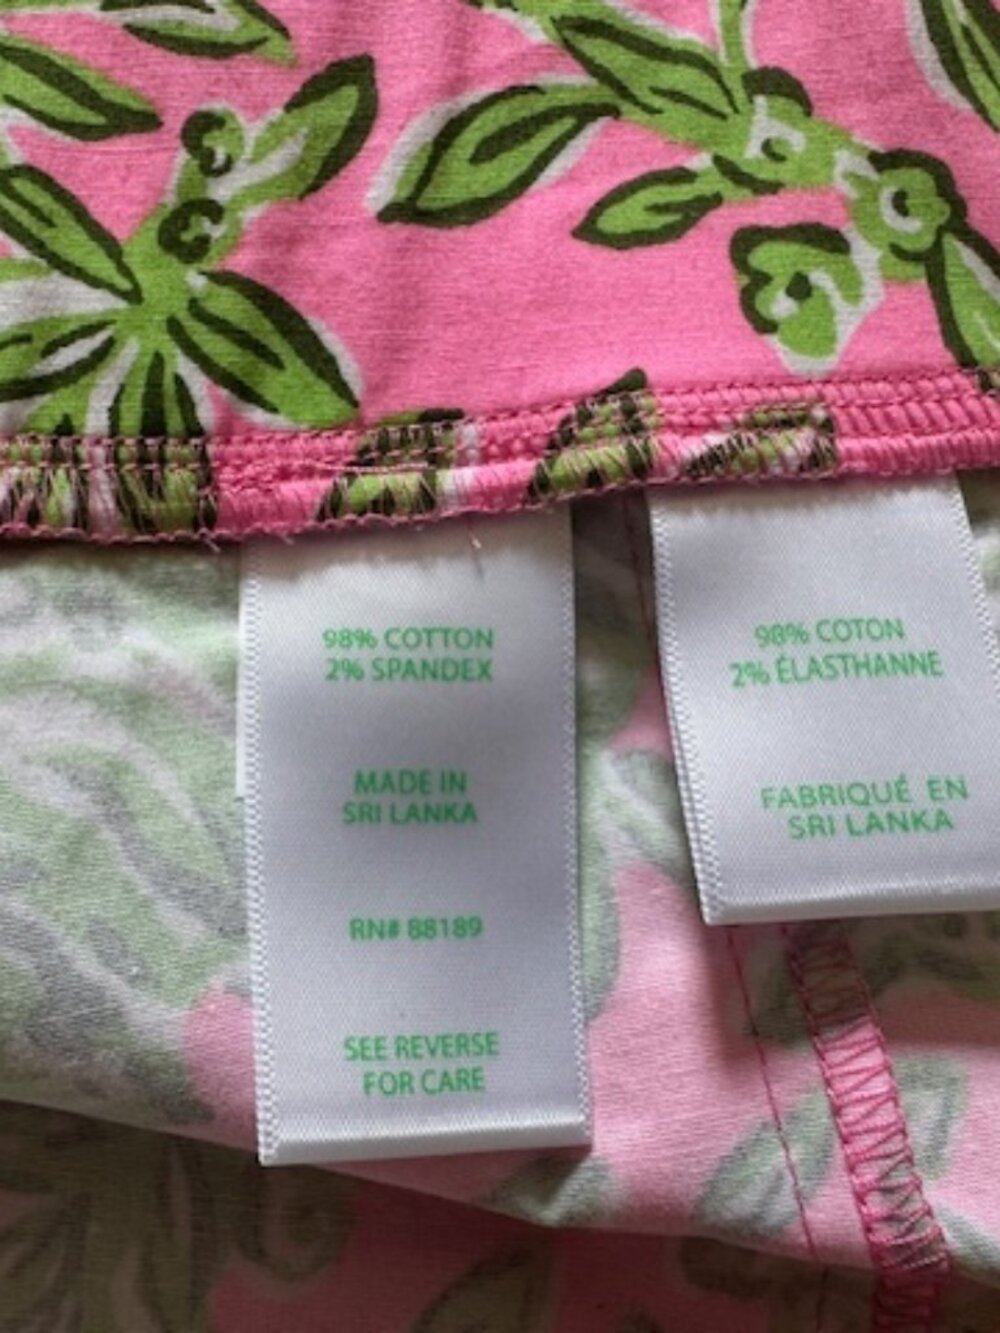 98% COTTON
2% SPANDEX
MADE IN
SRI LANKA
RN# 88189
SEE REVERSE
FOR CARE
98% COTON
2% ÉLASTHANNE
FABRIQUÉ EN
SRI LANKA